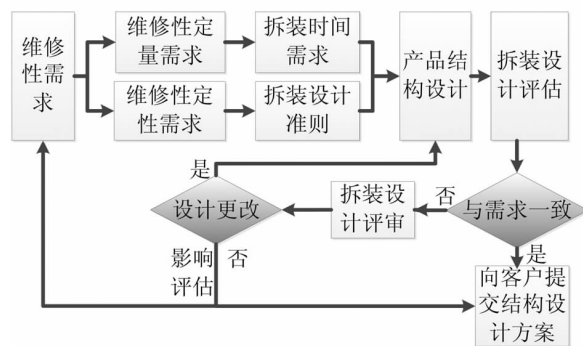 维修
性需
求
维修性定
量需求
拆装时间
需求
维修性定
性需求
拆装设计
准则
产品结
构设计
拆装设
计评估
是
设计更改
拆装设
计评审
否
与需求一致
影响
评估
否
是
向客户提
交结构设
计方案